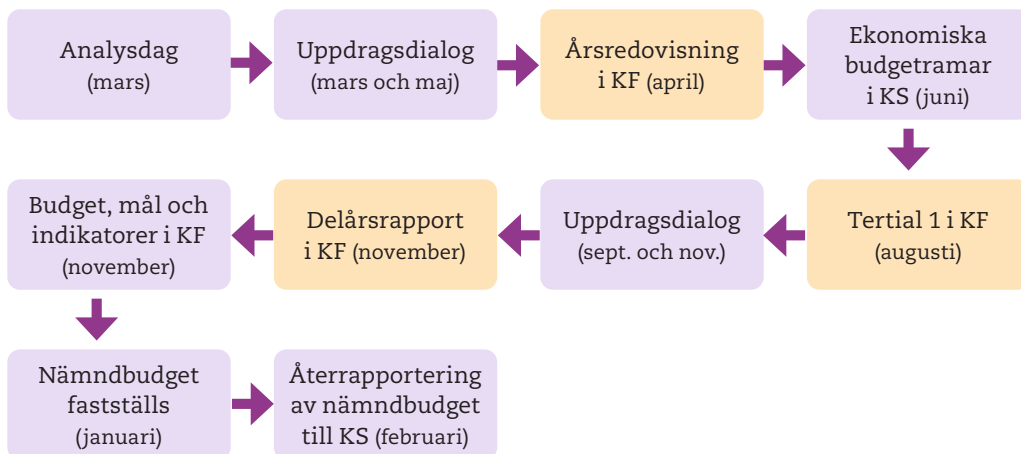 Analysdag
(mars)
Uppdragsdialog
(mars och maj)
Årsredovisning
i KF (april)
Ekonomiska
budgetramar
i KS (juni)
Budget, mål och
indikatorer i KF
(november)
Delårsrapport
i KF (november)
Uppdragsdialog
(sept. och nov.)
Tertial 1 i KF
(augusti)
Nämndbudget
fastställs
(januari)
Återrapportering
av nämndbudget
till KS (februari)